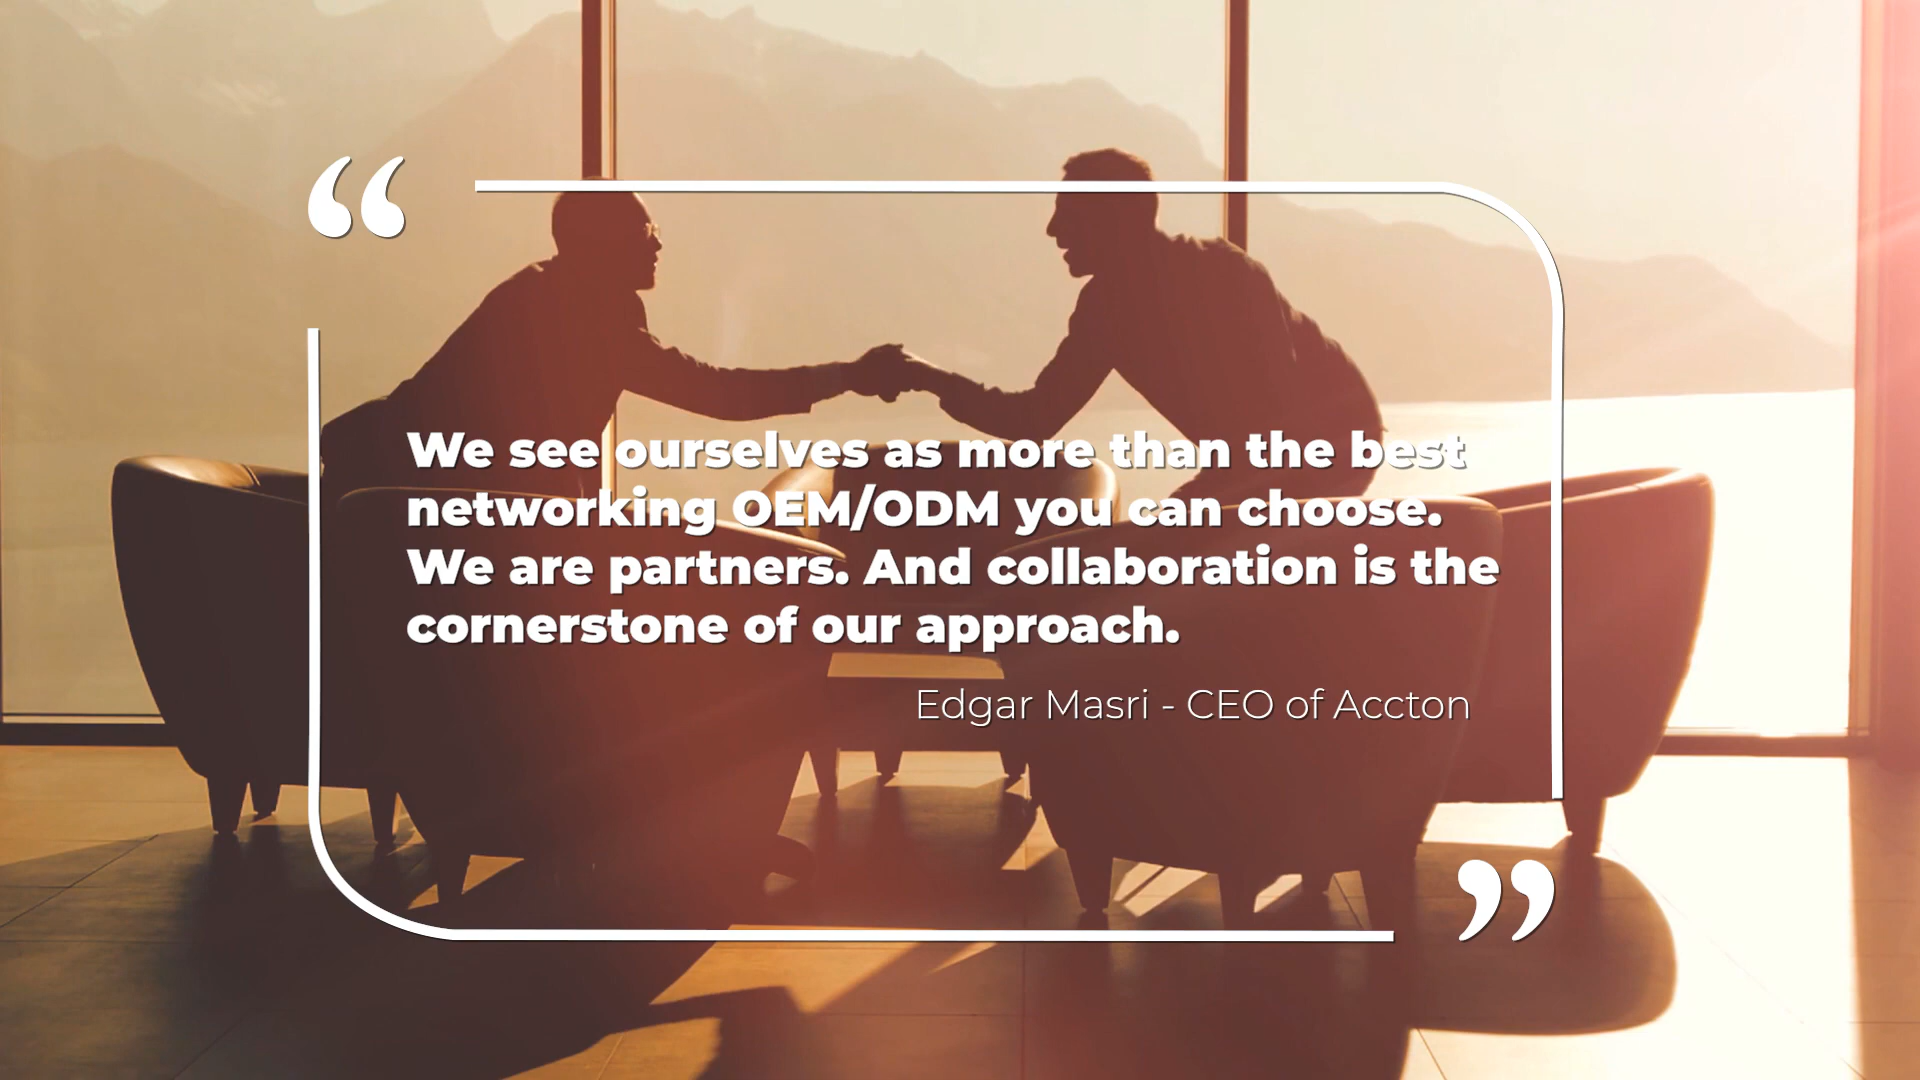 “
We see ourselves as more than the best
networking OEM/ODM you can choose.
We are partners. And collaboration is the
cornerstone of our approach.
Edgar Masri - CEO of Accton
”